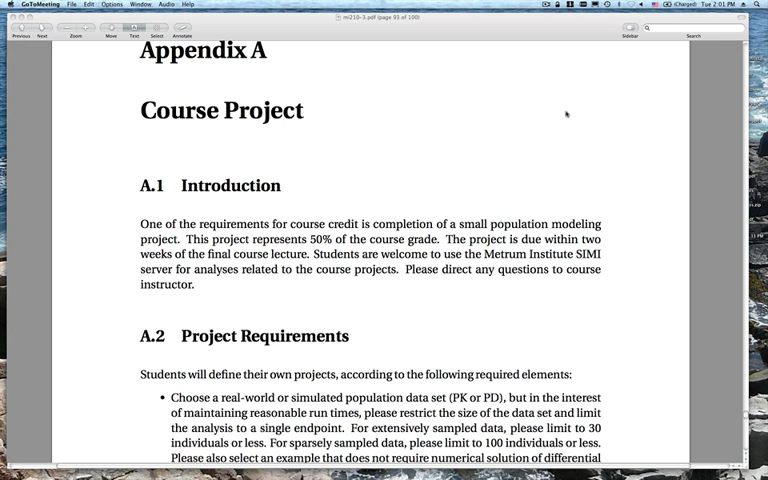 GoToMeeting File Edit Options View Window Help (Charged) Tue 2:01 PM
mi210-3.pdf (page 93 of 100)
Previous Next Zoom Move Text Select Annotate Sidebar Search
Appendix A
Course Project
A.1 Introduction
One of the requirements for course credit is completion of a small population modeling
project. This project represents 50% of the course grade. The project is due within two
weeks of the final course lecture. Students are welcome to use the Metrum Institute SIMI
server for analyses related to the course projects. Please direct any questions to course
instructor.
A.2 Project Requirements
Students will define their own projects, according to the following required elements:
• Choose a real-world or simulated population data set (PK or PD), but in the interest
of maintaining reasonable run times, please restrict the size of the data set and limit
the analysis to a single endpoint. For extensively sampled data, please limit to 30
individuals or less. For sparsely sampled data, please limit to 100 individuals or less.
Please also select an example that does not require numerical solution of differential